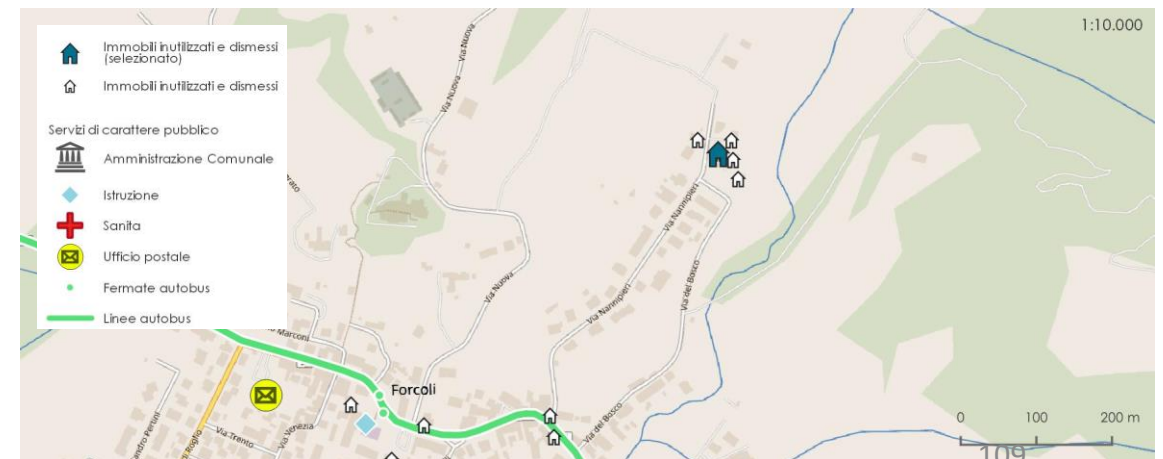 1:10.000
Immobili inutilizzati e dismessi
(selezionato)
Immobili inutilizzati e dismessi
Servizi di carattere pubblico
Amministrazione Comunale
Istruzione
Sanita
Ufficio postale
Fermate autobus
Linee autobus
Via Nuova
Via Nuova
Via Nuova
Via Nuova
Via Nannipieri
Via Nannipieri
Via del Bosco
Via del Bosco
Marconi
Forcoli
Via Trento
Via Venezia
0 100 200 m
109